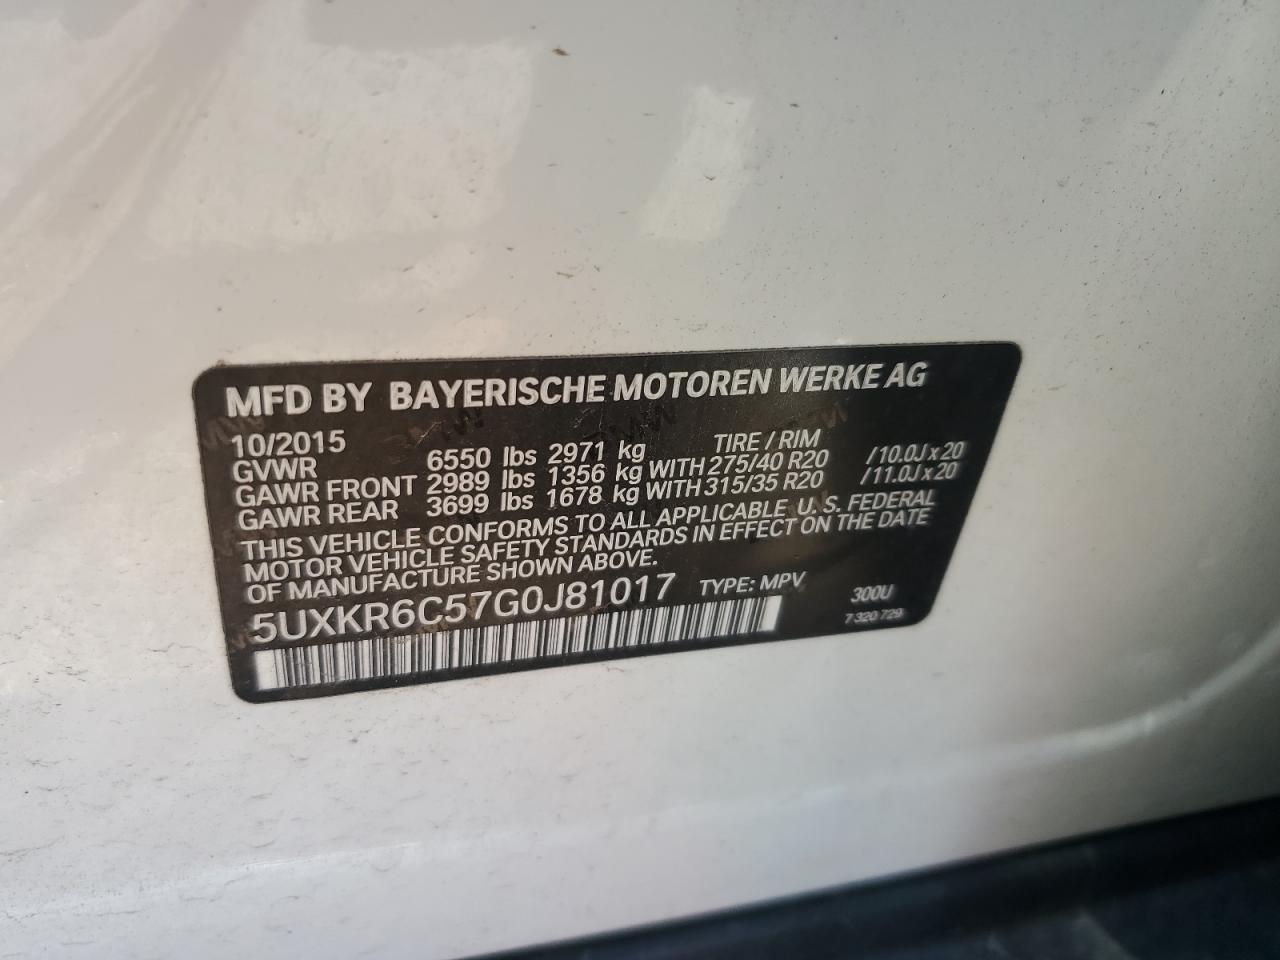 MFD BY BAYERISCHE MOTOREN WERKE AG
10/2015 TIRE / RIM
GVWR 6550 lbs 2971 kg
GAWR FRONT 2989 lbs 1356 kg WITH 275/40 R20 /10.0J x 20
GAWR REAR 3699 lbs 1678 kg WITH 315/35 R20 /11.0J x 20
THIS VEHICLE CONFORMS TO ALL APPLICABLE U.S. FEDERAL
MOTOR VEHICLE SAFETY STANDARDS IN EFFECT ON THE DATE
OF MANUFACTURE SHOWN ABOVE.
5UXKR6C57G0J81017 TYPE: MPV 300U
7 320 729